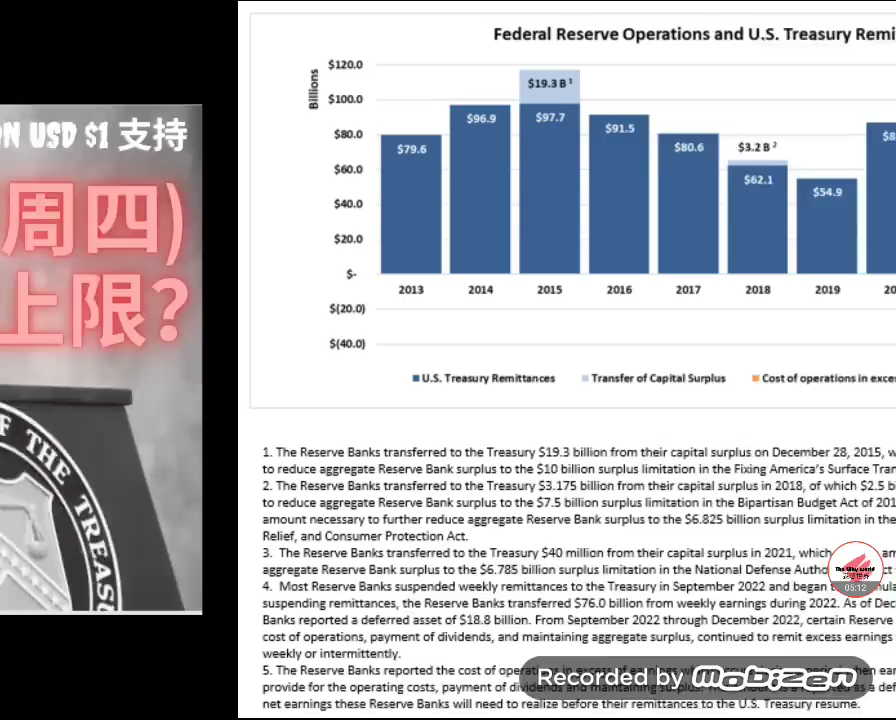 ON USD $1 支持
周四)
上限?
F THE TREAS
Federal Reserve Operations and U.S. Treasury Remi
Billions
$120.0
$100.0
$80.0
$60.0
$40.0
$20.0
$-
$(20.0)
$(40.0)
$79.6
$96.9
$19.3 B 1
$97.7
$91.5
$80.6
$3.2 B 2
$62.1
$54.9
2013 2014 2015 2016 2017 2018 2019 20
U.S. Treasury Remittances Transfer of Capital Surplus Cost of operations in exces
1. The Reserve Banks transferred to the Treasury $19.3 billion from their capital surplus on December 28, 2015, w
to reduce aggregate Reserve Bank surplus to the $10 billion surplus limitation in the Fixing America's Surface Tran
2. The Reserve Banks transferred to the Treasury $3.175 billion from their capital surplus in 2018, of which $2.5 bi
to reduce aggregate Reserve Bank surplus to the $7.5 billion surplus limitation in the Bipartisan Budget Act of 201
amount necessary to further reduce aggregate Reserve Bank surplus to the $6.825 billion surplus limitation in the
Relief, and Consumer Protection Act.
3. The Reserve Banks transferred to the Treasury $40 million from their capital surplus in 2021, which am
aggregate Reserve Bank surplus to the $6.785 billion surplus limitation in the National Defense Autho ct
4. Most Reserve Banks suspended weekly remittances to the Treasury in September 2022 and began
suspending remittances, the Reserve Banks transferred $76.0 billion from weekly earnings during 2022. As of Dec
Banks reported a deferred asset of $18.8 billion. From September 2022 through December 2022, certain Reserve
cost of operations, payment of dividends, and maintaining aggregate surplus, continued to remit excess earnings
weekly or intermittently.
5. The Reserve Banks reported the cost of operations in excess of earnings
provide for the operating costs, payment of dividends and maintaining surplus.
net earnings these Reserve Banks will need to realize before their remittances to the U.S. Treasury resume.
The Way World
05:12
Recorded by mobizen